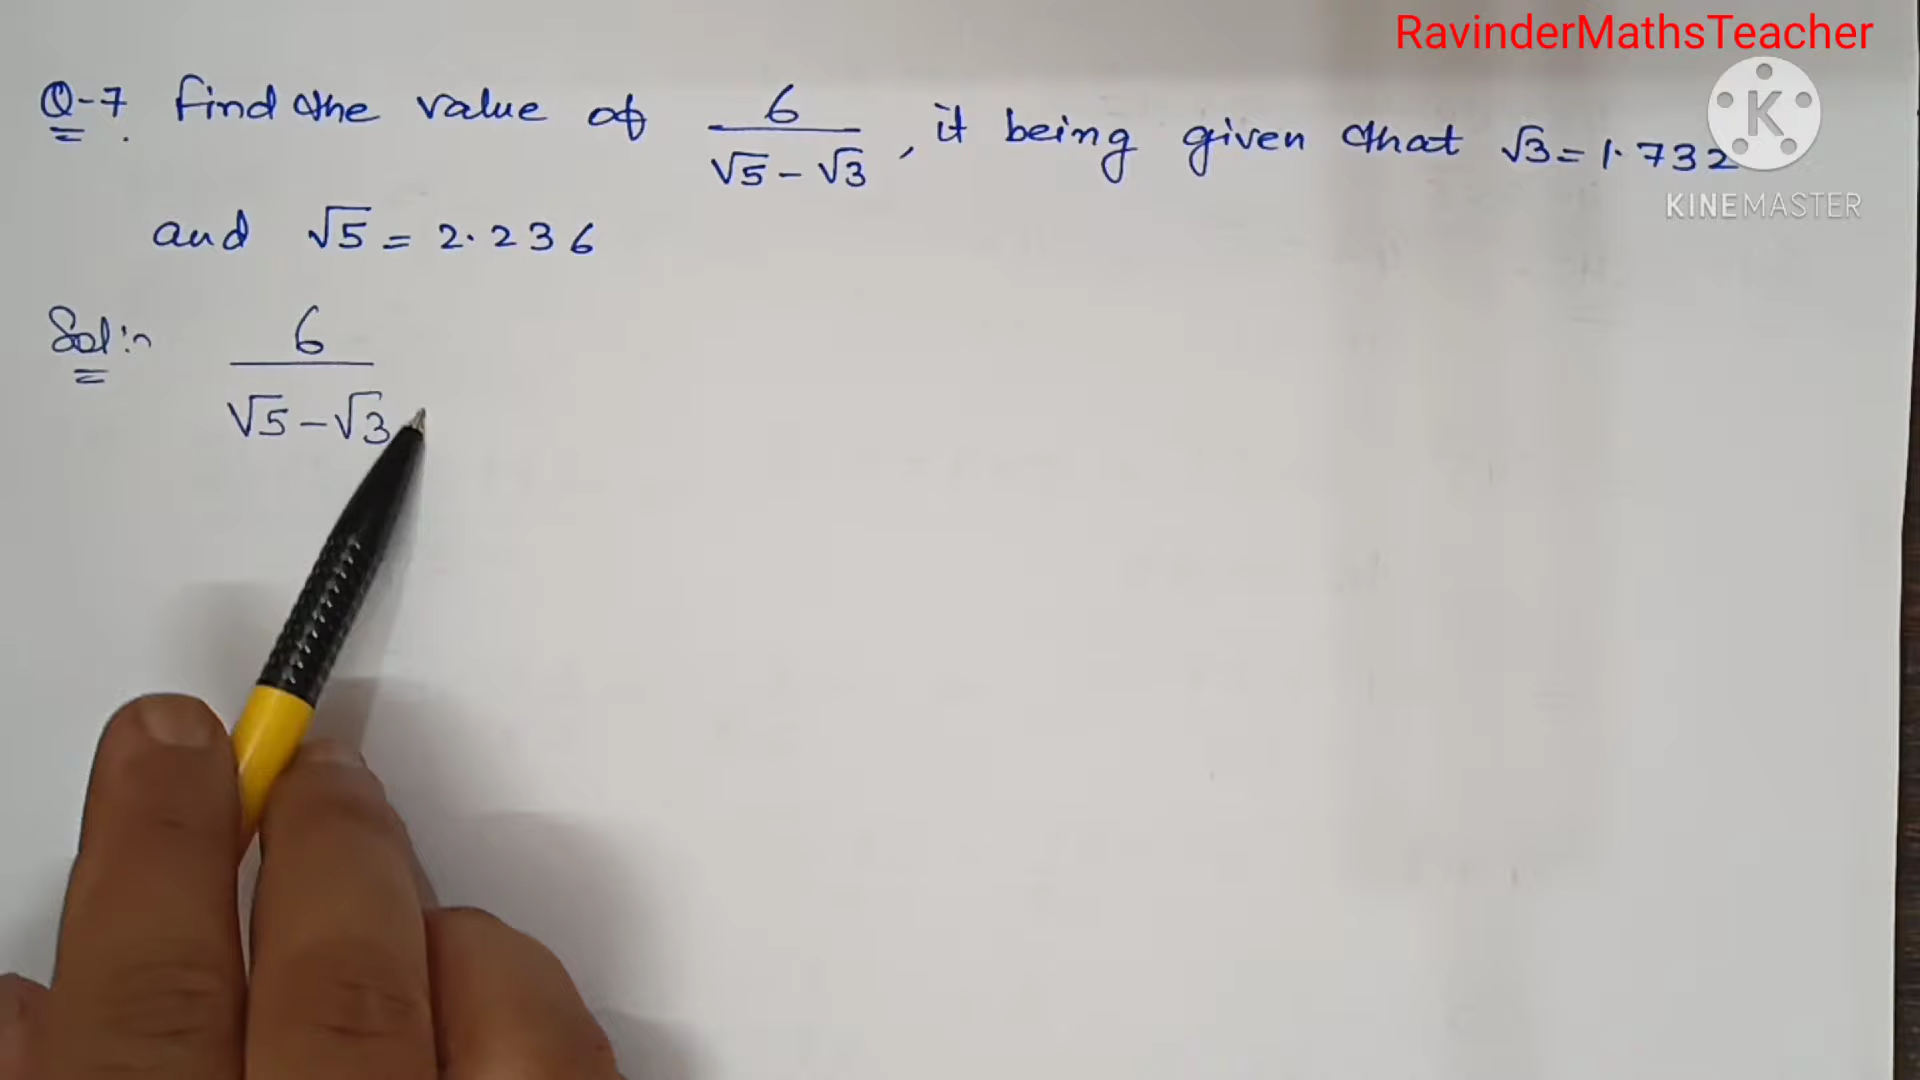 RavinderMathsTeacher
Q-7. Find the value of 6/(√5-√3), it being given that √3=1.732
KINEMASTER
and √5 = 2.236
Sol:n 6/(√5-√3)